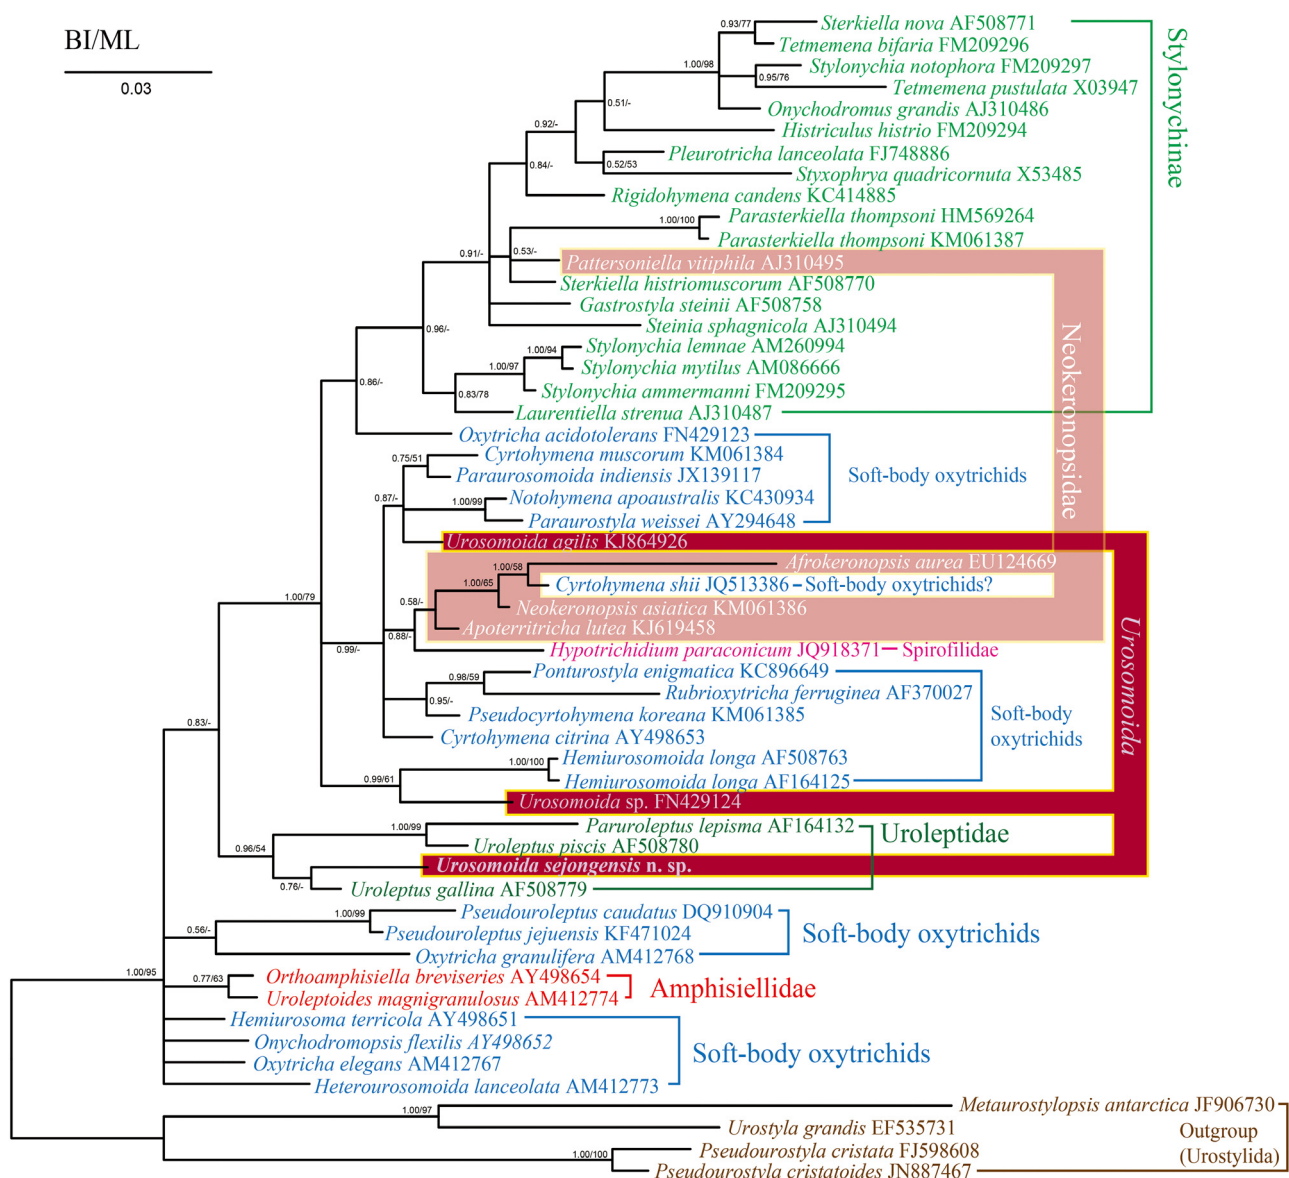 BI/ML
0.03
0.93/77
Sterkiella nova AF508771
Tetmemena bifaria FM209296
1.00/98
Stylonychia notophora FM209297
0.95/76
Tetmemena pustulata X03947
0.51/-
Onychodromus grandis AJ310486
0.92/-
Histriculus histrio FM209294
Pleurotricha lanceolata FJ748886
0.84/-
0.52/53
Styxophrya quadricornuta X53485
Rigidohymena candens KC414885
Stylonychinae
Parasterkiella thompsoni HM569264
1.00/100
Parasterkiella thompsoni KM061387
0.91/-
0.53/-
Pattersoniella vitiphila AJ310495
Sterkiella histriomuscorum AF508770
Gastrostyla steinii AF508758
0.96/-
Steinia sphagnicola AJ310494
1.00/94
Stylonychia lemnae AM260994
1.00/97
Stylonychia mytilus AM086666
0.86/-
0.83/78
Stylonychia ammermanni FM209295
Laurentiella strenua AJ310487
Neokeronopsidae
Oxytricha acidotolerans FN429123
0.75/51
Cyrtohymena muscorum KM061384
Paraurosomoida indiensis JX139117
Soft-body oxytrichids
0.87/-
1.00/99
Notohymena apoaustralis KC430934
Paraurostyla weissei AY294648
Urosomoida agilis KJ864926
1.00/58
Afrokeronopsis aurea EU124669
1.00/65
Cyrtohymena shii JQ513386 – Soft-body oxytrichids?
1.00/79
0.58/-
Neokeronopsis asiatica KM061386
Apoterritricha lutea KJ619458
0.88/-
0.99/-
Hypotrichidium paraconicum JQ918371 — Spirofilidae
Urosomoida
0.98/59
Ponturostyla enigmatica KC896649
Rubrioxytricha ferruginea AF370027
0.95/-
Pseudocyrtohymena koreana KM061385
Soft-body
oxytrichids
0.83/-
Cyrtohymena citrina AY498653
1.00/100
Hemiurosomoida longa AF508763
0.99/61
Hemiurosomoida longa AF164125
Urosomoida sp. FN429124
1.00/99
Paruroleptus lepisma AF164132
Uroleptidae
0.96/54
Uroleptus piscis AF508780
Urosomoida sejongensis n. sp.
0.76/-
Uroleptus gallina AF508779
1.00/99
Pseudouroleptus caudatus DQ910904
0.56/-
Pseudouroleptus jejuensis KF471024
Soft-body oxytrichids
Oxytricha granulifera AM412768
1.00/95
0.77/63
Orthoamphisiella breviseries AY498654
Uroleptoides magnigranulosus AM412774
Amphisiellidae
Hemiurosoma terricola AY498651
Onychodromopsis flexilis AY498652
Soft-body oxytrichids
Oxytricha elegans AM412767
Heterourosomoida lanceolata AM412773
1.00/97
Metaurostylopsis antarctica JF906730
Urostyla grandis EF535731
Outgroup
(Urostylida)
1.00/100
Pseudourostyla cristata FJ598608
Pseudourostyla cristatoides JN887467